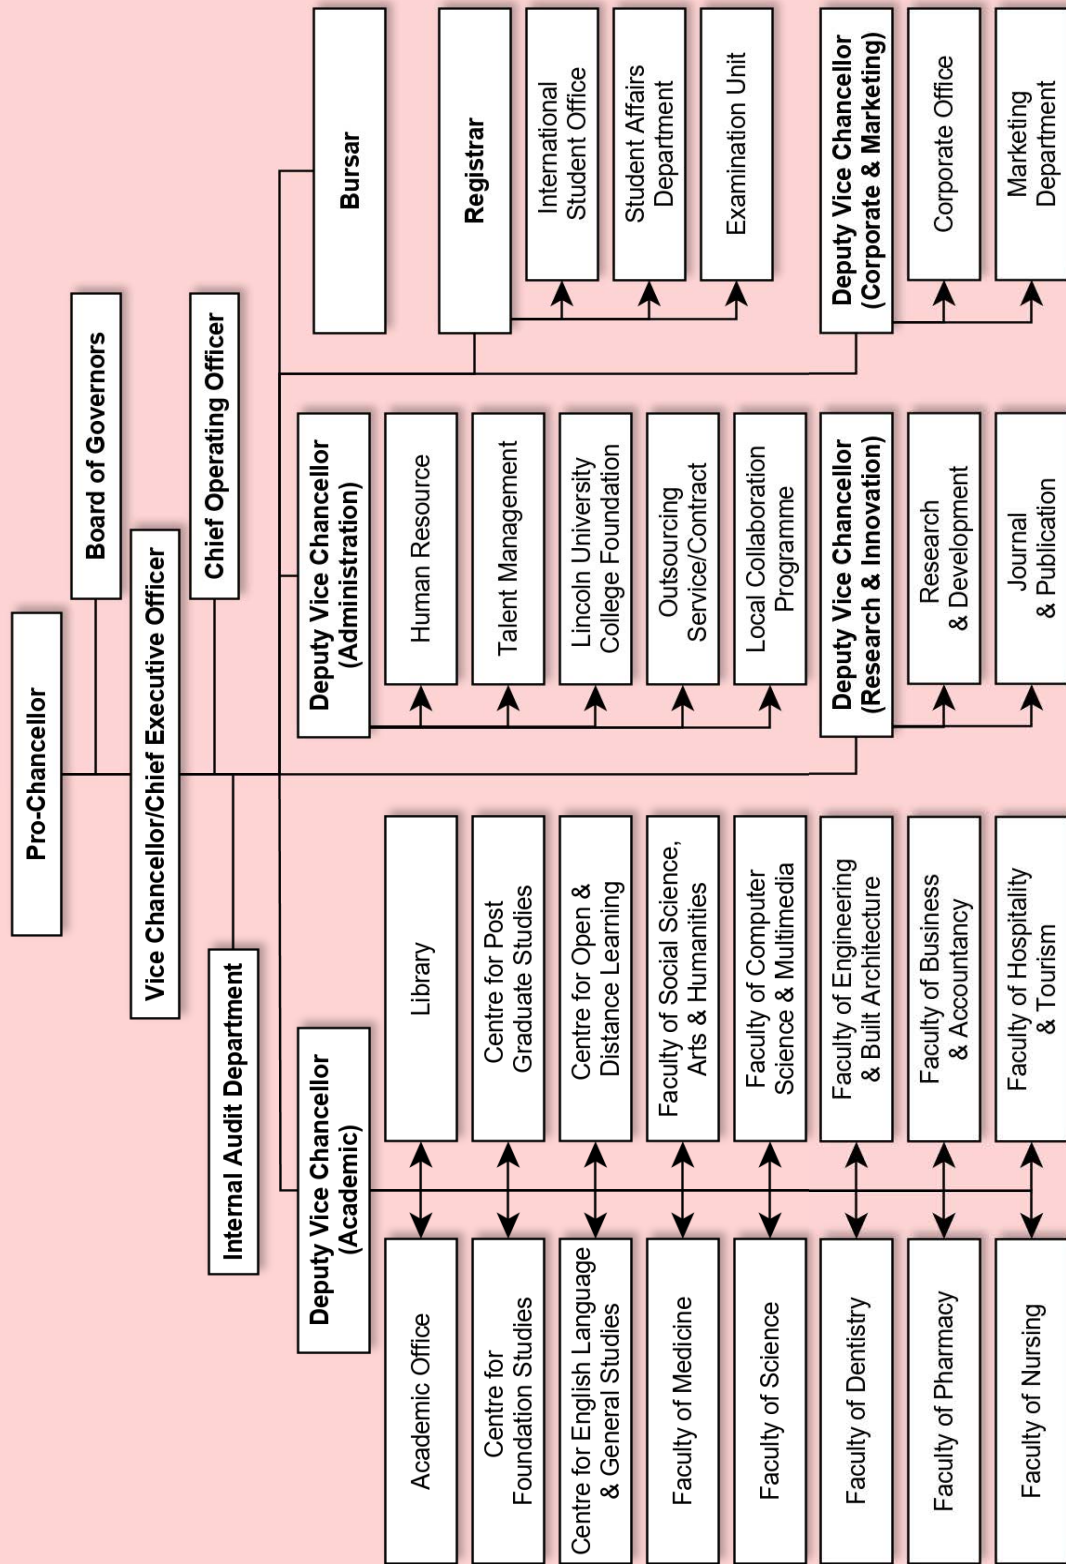 Pro-Chancellor
Board of Governors
Vice Chancellor/Chief Executive Officer
Chief Operating Officer
Internal Audit Department
Deputy Vice Chancellor
(Academic)
Academic Office
Library
Centre for
Foundation Studies
Centre for Post
Graduate Studies
Centre for English Language
& General Studies
Centre for Open &
Distance Learning
Faculty of Medicine
Faculty of Social Science,
Arts & Humanities
Faculty of Science
Faculty of Computer
Science & Multimedia
Faculty of Dentistry
Faculty of Engineering
& Built Architecture
Faculty of Pharmacy
Faculty of Business
& Accountancy
Faculty of Nursing
Faculty of Hospitality
& Tourism
Deputy Vice Chancellor
(Administration)
Human Resource
Talent Management
Lincoln University
College Foundation
Outsourcing
Service/Contract
Local Collaboration
Programme
Deputy Vice Chancellor
(Research & Innovation)
Research
& Development
Journal
& Publication
Bursar
Registrar
International
Student Office
Student Affairs
Department
Examination Unit
Deputy Vice Chancellor
(Corporate & Marketing)
Corporate Office
Marketing
Department